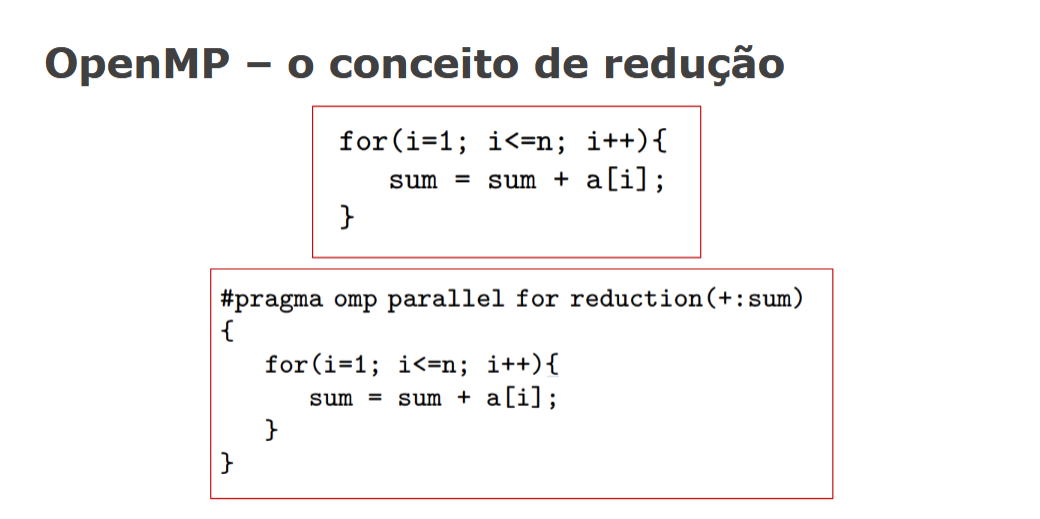 OpenMP – o conceito de redução
for(i=1; i<=n; i++){
sum = sum + a[i];
}
#pragma omp parallel for reduction(+:sum)
{
for(i=1; i<=n; i++){
sum = sum + a[i];
}
}